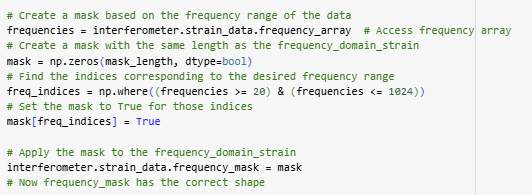 # Create a mask based on the frequency range of the data
frequencies = interferometer.strain_data.frequency_array  # Access frequency array
# Create a mask with the same length as the frequency_domain_strain
mask = np.zeros(mask_length, dtype=bool)
# Find the indices corresponding to the desired frequency range
freq_indices = np.where((frequencies >= 20) & (frequencies <= 1024))
# Set the mask to True for those indices
mask[freq_indices] = True

# Apply the mask to the frequency_domain_strain
interferometer.strain_data.frequency_mask = mask
# Now frequency_mask has the correct shape